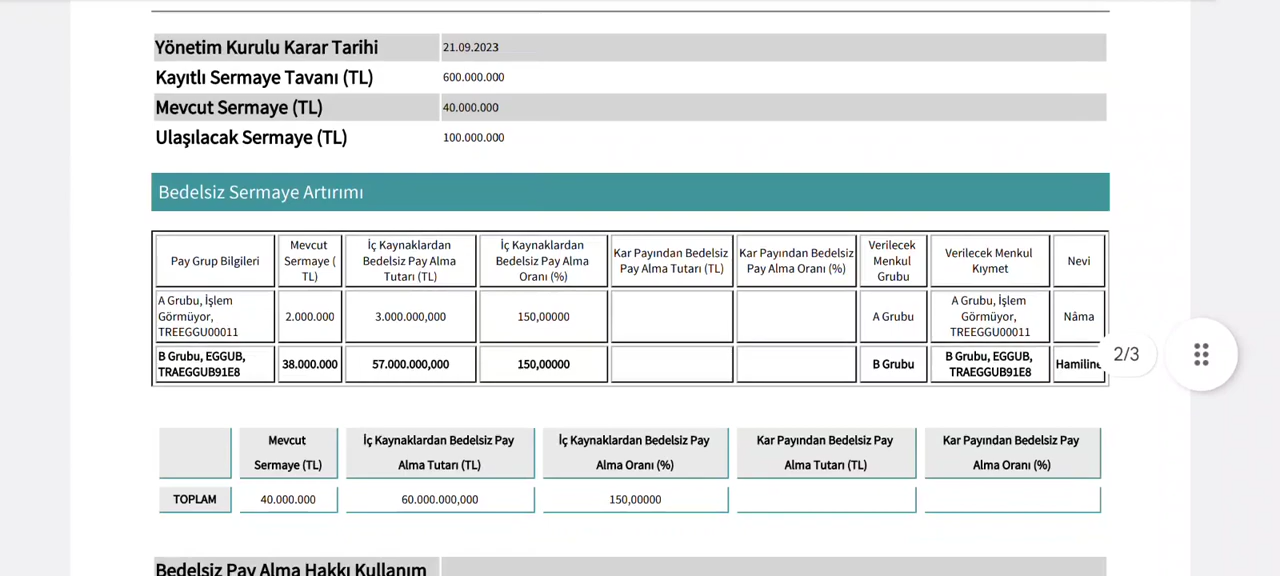 Yönetim Kurulu Karar Tarihi 21.09.2023
Kayıtlı Sermaye Tavanı (TL) 600.000.000
Mevcut Sermaye (TL) 40.000.000
Ulaşılacak Sermaye (TL) 100.000.000
Bedelsiz Sermaye Artırımı
Pay Grup Bilgileri
Mevcut
Sermaye (
TL)
İç Kaynaklardan
Bedelsiz Pay Alma
Tutarı (TL)
İç Kaynaklardan
Bedelsiz Pay Alma
Oranı (%)
Kar Payından Bedelsiz
Pay Alma Tutarı (TL)
Kar Payından Bedelsiz
Pay Alma Oranı (%)
Verilecek
Menkul
Grubu
Verilecek Menkul
Kıymet
Nevi
A Grubu, İşlem
Görmüyor,
TREEGGU00011
2.000.000
3.000.000,000
150,00000
A Grubu
A Grubu, İşlem
Görmüyor,
TREEGGU00011
Nâma
B Grubu, EGGUB,
TRAEGGUB91E8
38.000.000
57.000.000,000
150,00000
B Grubu
B Grubu, EGGUB,
TRAEGGUB91E8
Hamiline
2/3
Mevcut
Sermaye (TL)
İç Kaynaklardan Bedelsiz Pay
Alma Tutarı (TL)
İç Kaynaklardan Bedelsiz Pay
Alma Oranı (%)
Kar Payından Bedelsiz Pay
Alma Tutarı (TL)
Kar Payından Bedelsiz Pay
Alma Oranı (%)
TOPLAM 40.000.000 60.000.000,000 150,00000
Bedelsiz Pay Alma Hakkı Kullanım